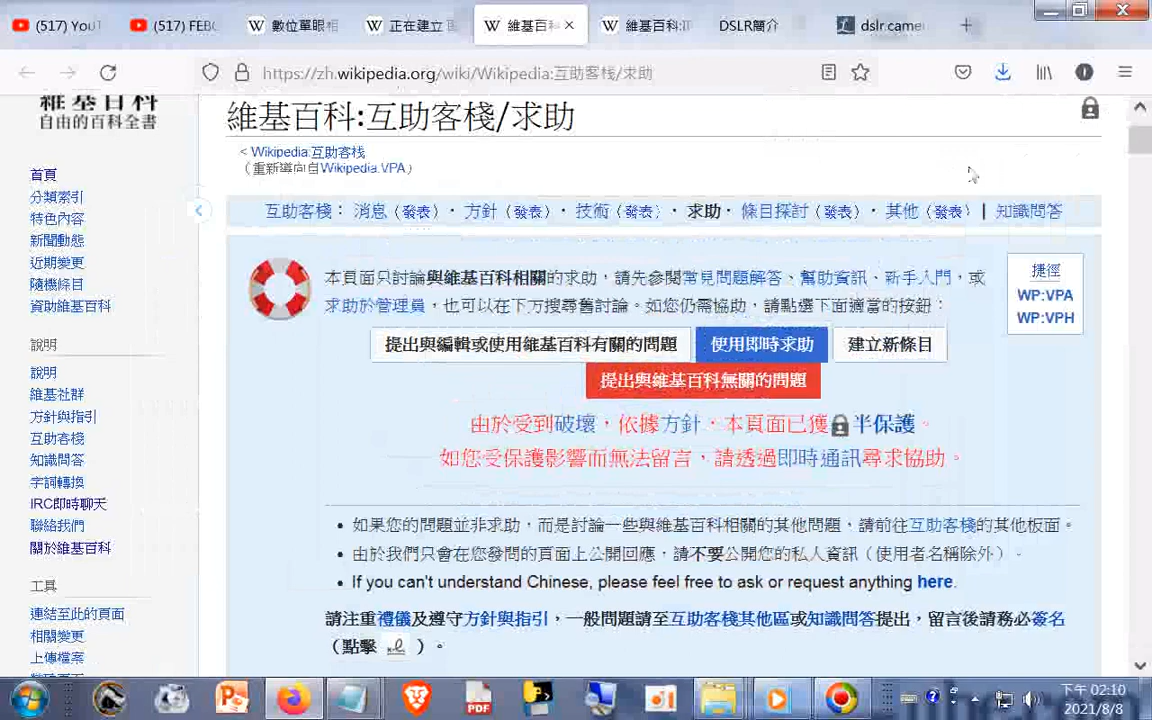 (517) YouT
(517) FEBC
數位單眼相
正在建立
維基百科
維基百科:IR
DSLR簡介
dslr.camer
https://zh.wikipedia.org/wiki/Wikipedia:互助客栈/求助
維基百科
自由的百科全書
首頁
分類索引
特色內容
新聞動態
近期變更
隨機條目
資助維基百科
說明
說明
維基社群
方針與指引
互助客棧
知識問答
字詞轉換
IRC即時聊天
聯絡我們
關於維基百科
工具
連結至此的頁面
相關變更
上傳檔案
維基百科:互助客棧/求助
< Wikipedia:互助客栈
（重新導向自Wikipedia:VPA）
互助客棧： 消息（發表）· 方針（發表）· 技術（發表）· 求助· 條目探討（發表）· 其他（發表）| 知識問答
本頁面只討論與維基百科相關的求助，請先參閱常見問題解答、幫助資訊、新手入門，或
求助於管理員，也可以在下方搜尋舊討論。如您仍需協助，請點選下面適當的按鈕：
捷徑
WP:VPA
WP:VPH
提出與編輯或使用維基百科有關的問題
使用即時求助
建立新條目
提出與維基百科無關的問題
由於受到破壞，依據方針，本頁面已獲半保護。
如您受保護影響而無法留言，請透過即時通訊尋求協助。
• 如果您的問題並非求助，而是討論一些與維基百科相關的其他問題，請前往互助客棧的其他板面。
• 由於我們只會在您發問的頁面上公開回應，請不要公開您的私人資訊（使用者名稱除外）。
• If you can't understand Chinese, please feel free to ask or request anything here.
請注重禮儀及遵守方針與指引，一般問題請至互助客棧其他區或知識問答提出，留言後請務必簽名
（點擊 ）。
下午 02:10
2021/8/8